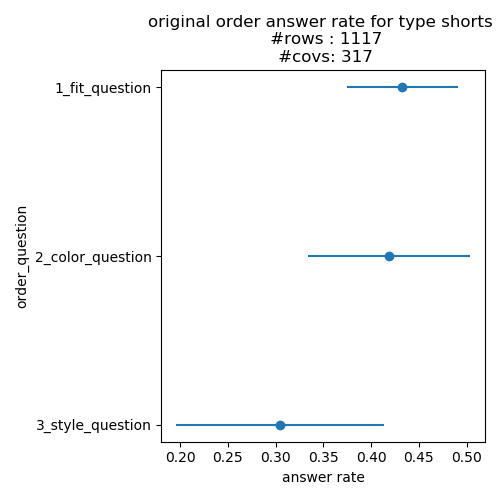 original order answer rate for type shorts
#rows : 1117
#covs: 317
1_fit_question
2_color_question
3_style_question
order_question
0.20 0.25 0.30 0.35 0.40 0.45 0.50
answer rate